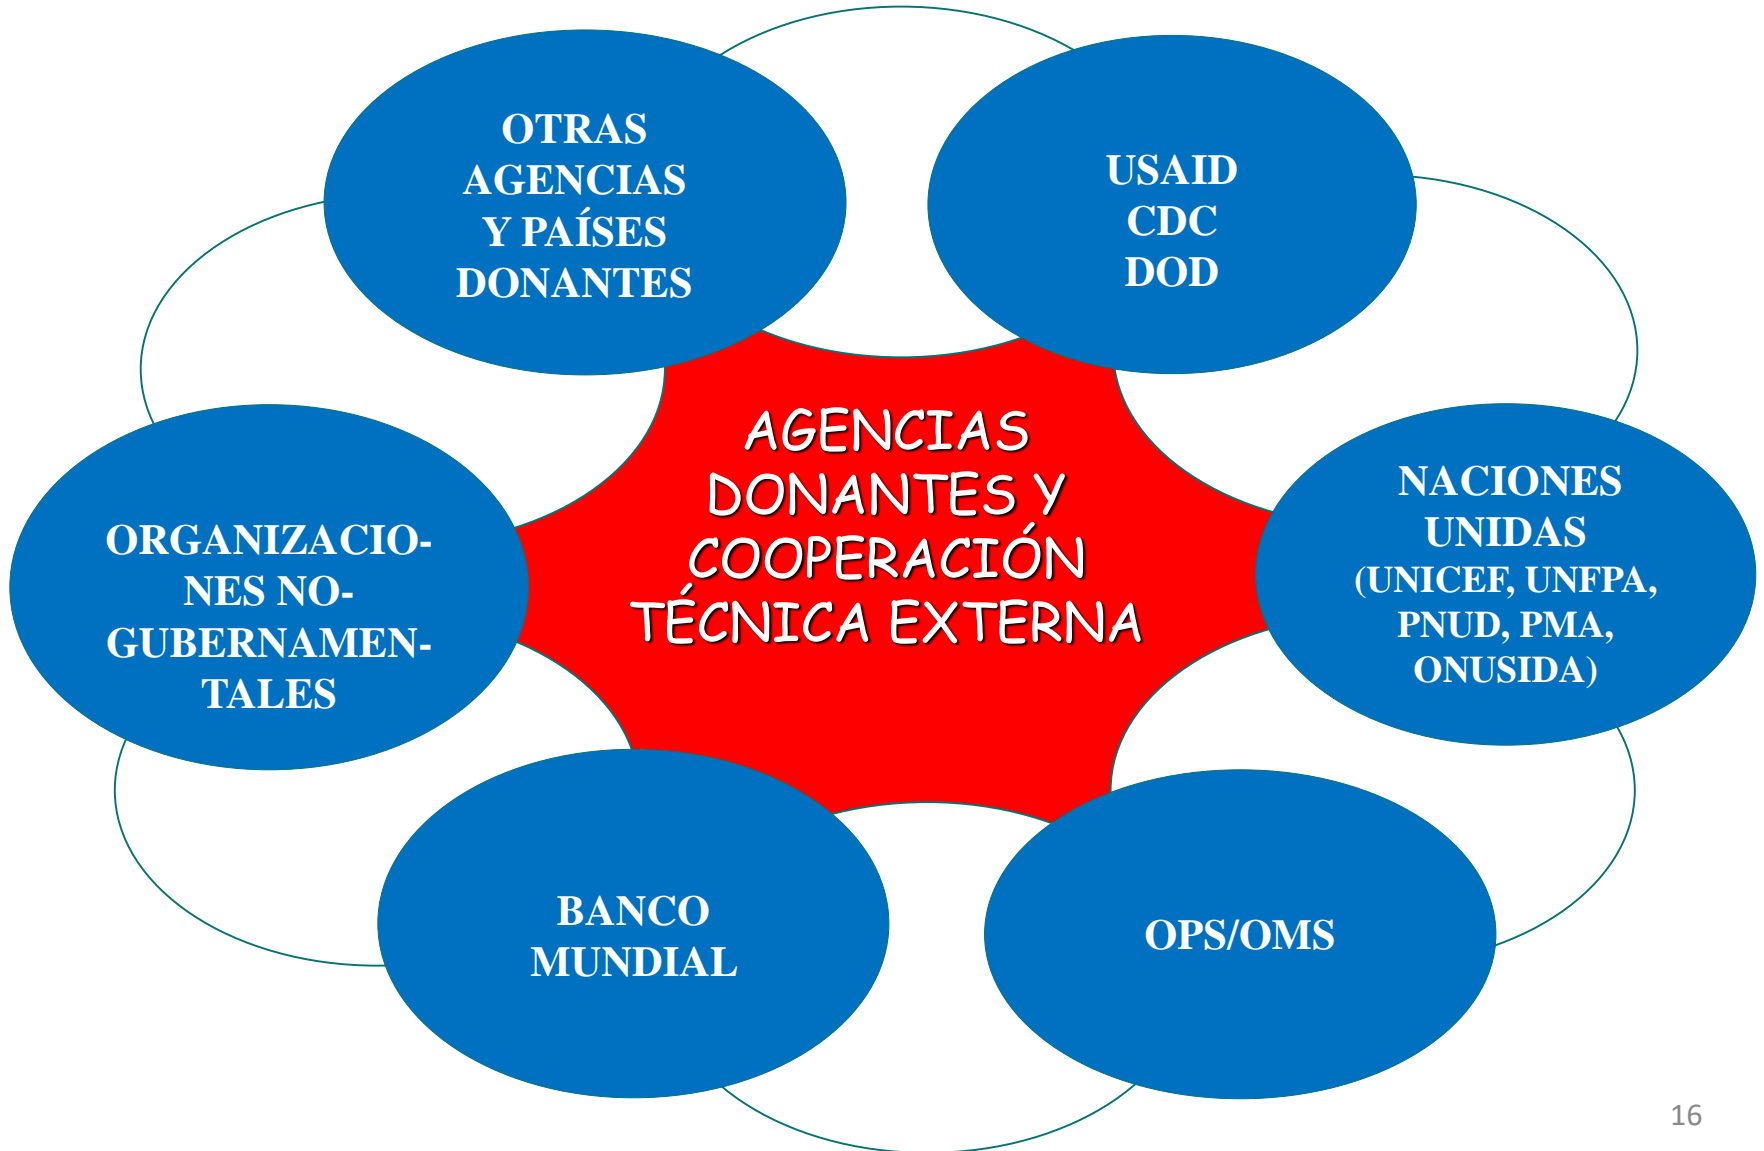 OTRAS
AGENCIAS
Y PAÍSES
DONANTES
USAID
CDC
DOD
AGENCIAS
DONANTES Y
COOPERACIÓN
TÉCNICA EXTERNA
NACIONES
UNIDAS
(UNICEF, UNFPA,
PNUD, PMA,
ONUSIDA)
ORGANIZACIO-
NES NO-
GUBERNAMEN-
TALES
BANCO
MUNDIAL
OPS/OMS
16